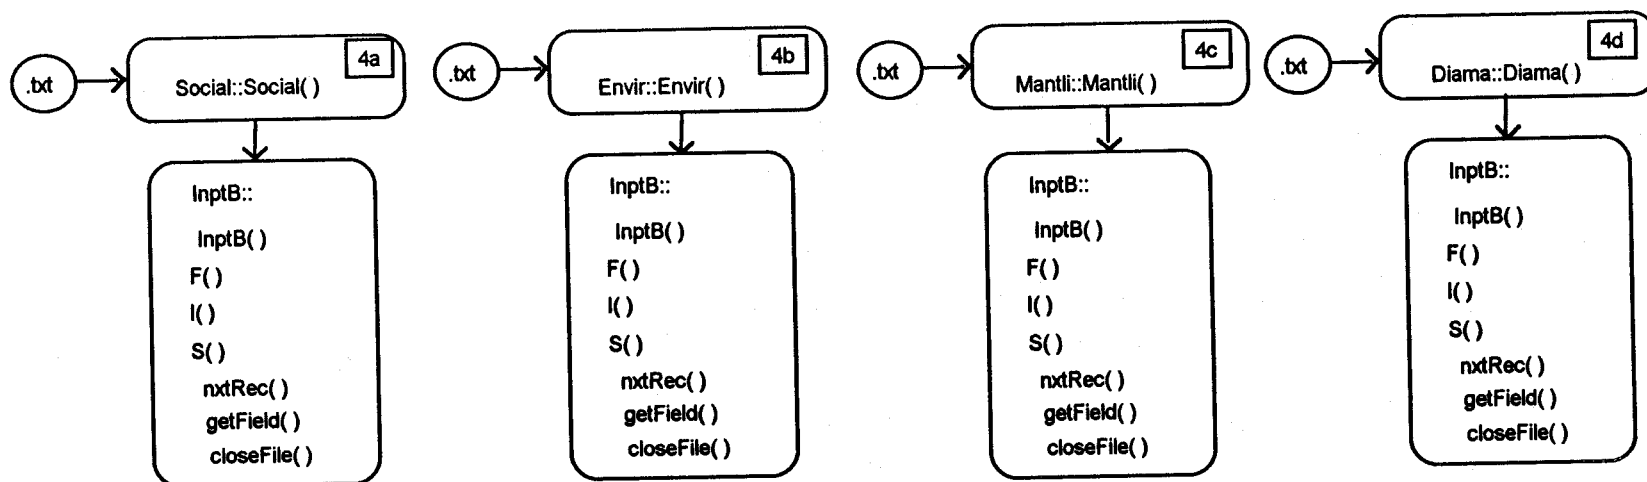 .txt
4a
Social::Social( )
InptB::
InptB( )
F( )
I( )
S( )
nxtRec( )
getField( )
closeFile( )
.txt
4b
Envir::Envir( )
InptB::
InptB( )
F( )
I( )
S( )
nxtRec( )
getField( )
closeFile( )
.txt
4c
Mantli::Mantli( )
InptB::
InptB( )
F( )
I( )
S( )
nxtRec( )
getField( )
closeFile( )
.txt
4d
Diama::Diama( )
InptB::
InptB( )
F( )
I( )
S( )
nxtRec( )
getField( )
closeFile( )